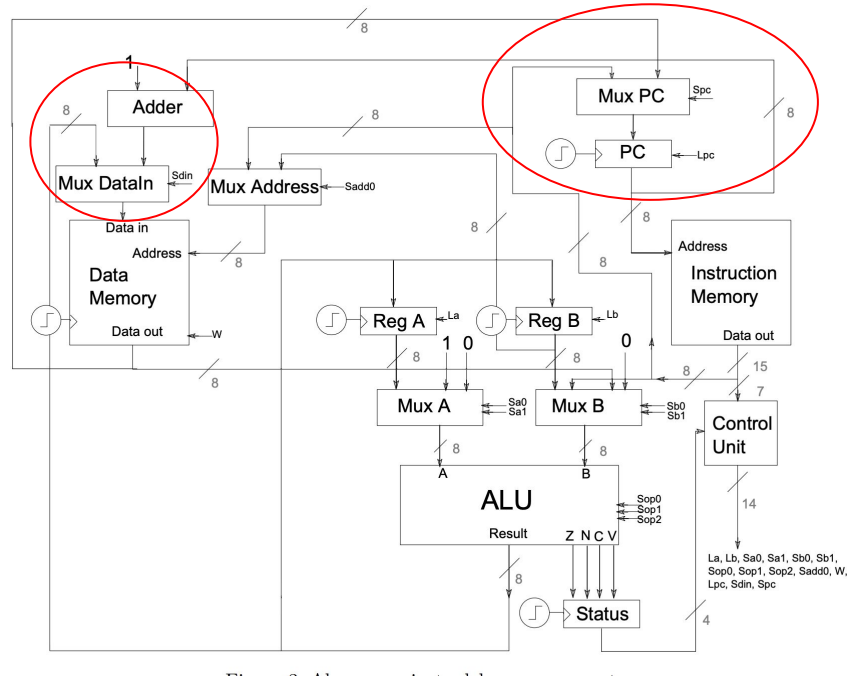 8
1
Mux PC
Spc
Adder
8
8
8
PC
Lpc
Mux DataIn
Sdin
Mux Address
Sadd0
Data in
8
8
Address
8
8
Address
Data
Memory
Instruction
Memory
Reg A
La
Reg B
Lb
Data out
W
Data out
1 0
0
8
8
15
8
8
7
Mux A
Sa0
Sa1
Mux B
Sb0
Sb1
Control
Unit
8
8
A
B
ALU
Sop0
Sop1
Sop2
14
Result
Z N C V
La, Lb, Sa0, Sa1, Sb0, Sb1,
Sop0, Sop1, Sop2, Sadd0, W,
Lpc, Sdin, Spc
8
Status
4